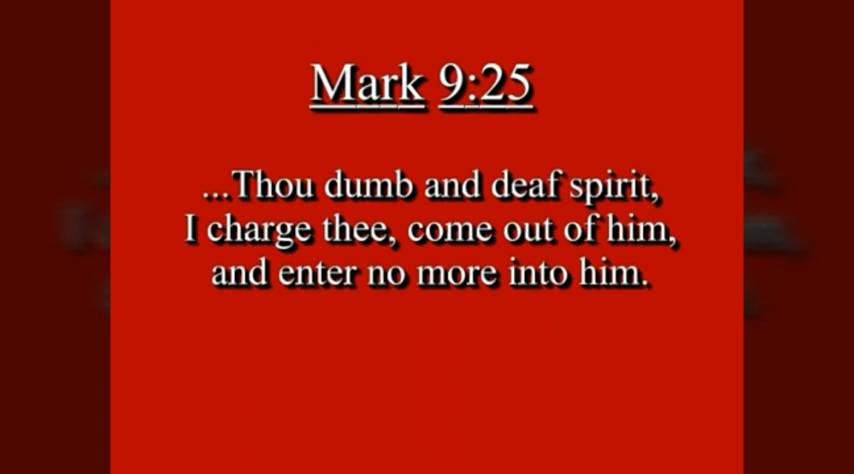 Mark 9:25
...Thou dumb and deaf spirit,
I charge thee, come out of him,
and enter no more into him.